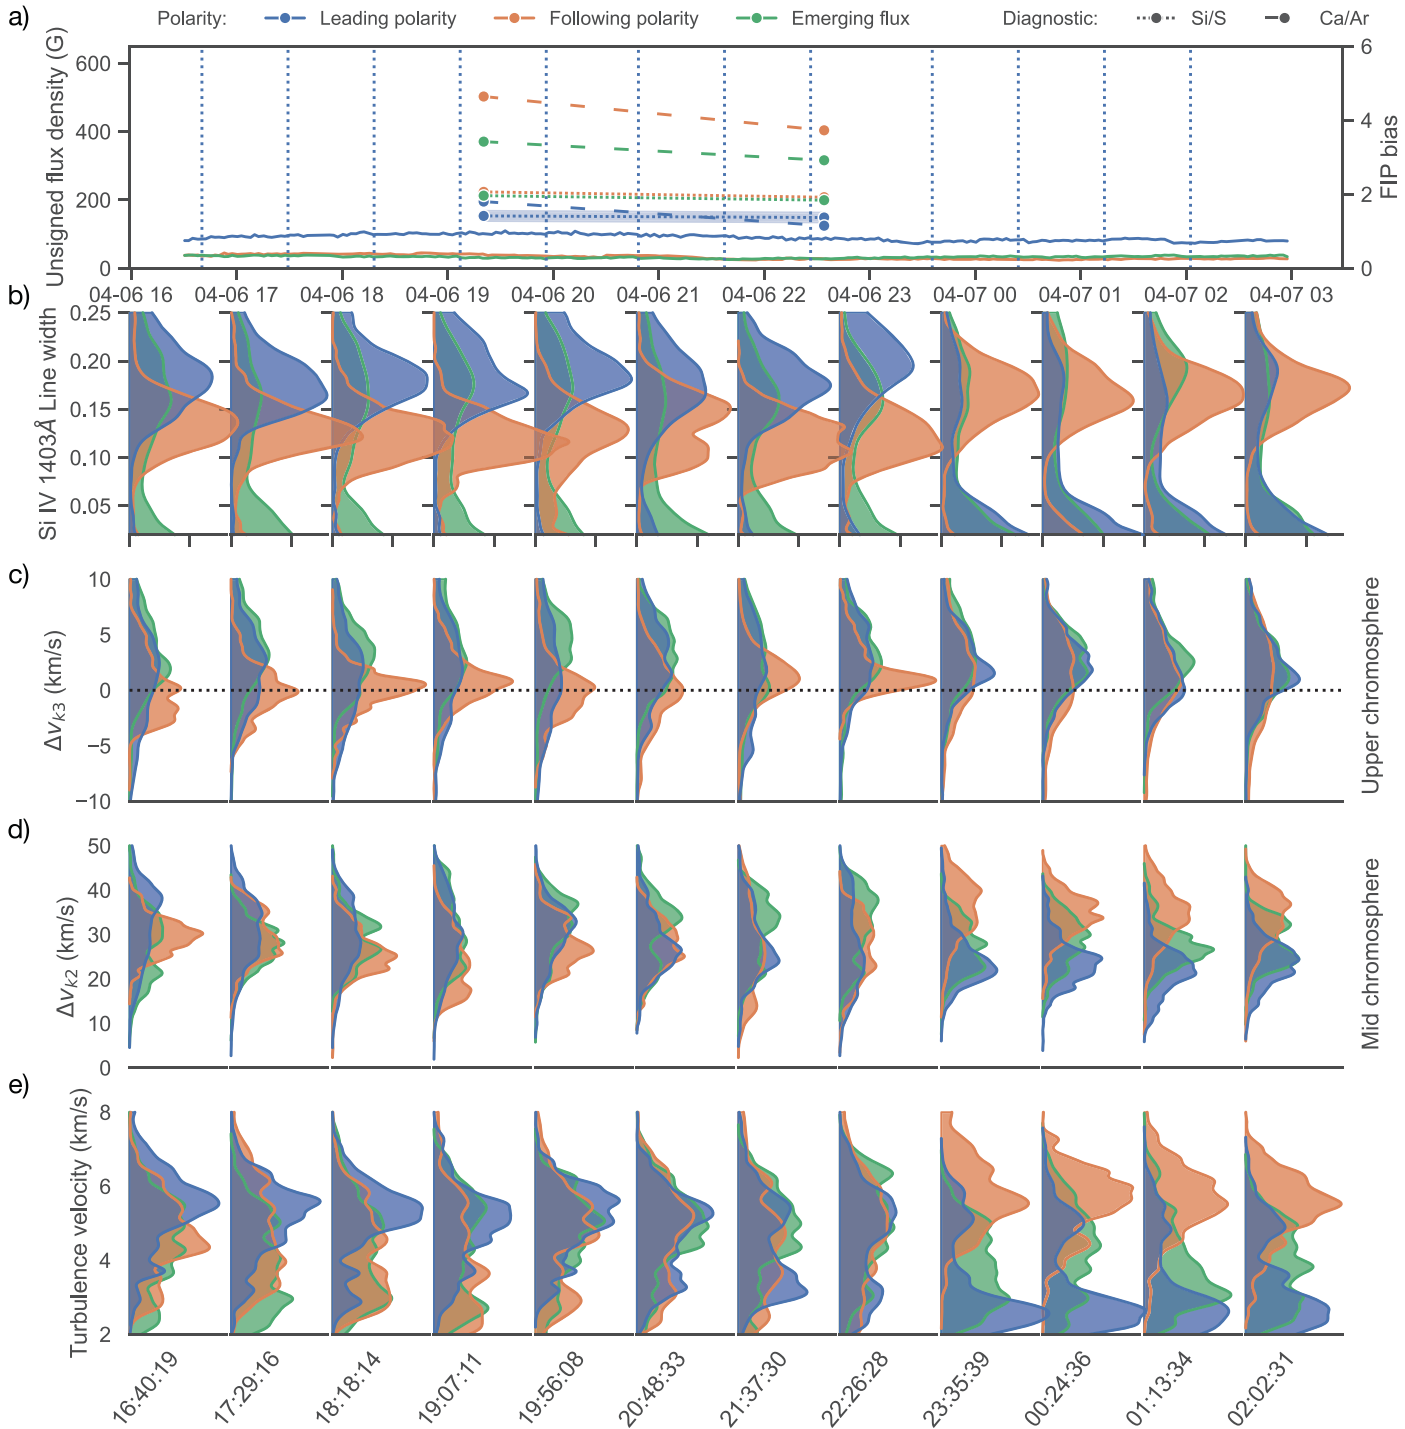 a)
Polarity: Leading polarity Following polarity Emerging flux Diagnostic: Si/S Ca/Ar
Unsigned flux density (G)
600
400
200
0
6
4
2
0
FIP bias
04-06 16 04-06 17 04-06 18 04-06 19 04-06 20 04-06 21 04-06 22 04-06 23 04-07 00 04-07 01 04-07 02 04-07 03
b)
Si IV 1403Å Line width
0.25
0.20
0.15
0.10
0.05
c)
Δv_{k3} (km/s)
10
5
0
−5
−10
Upper chromosphere
d)
Δv_{k2} (km/s)
50
40
30
20
10
0
Mid chromosphere
e)
Turbulence velocity (km/s)
8
6
4
2
16:40:19 17:29:16 18:18:14 19:07:11 19:56:08 20:48:33 21:37:30 22:26:28 23:35:39 00:24:36 01:13:34 02:02:31